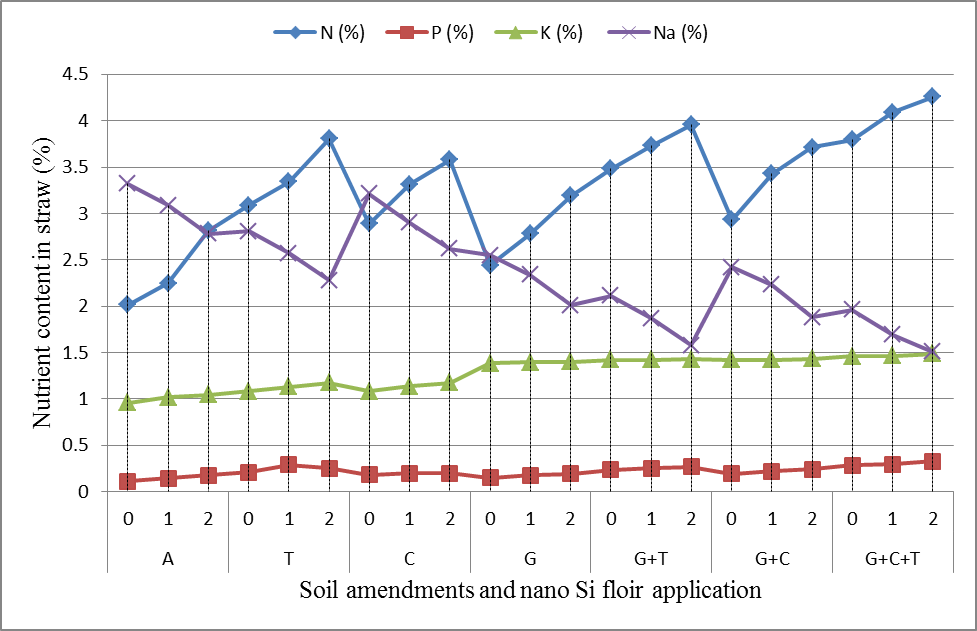 N (%) P (%) K (%) Na (%)
4.5
4
3.5
3
2.5
2
1.5
1
0.5
0
Nutrient content in straw (%)
0 1 2 0 1 2 0 1 2 0 1 2 0 1 2 0 1 2 0 1 2
A T C G G+T G+C G+C+T
Soil amendments and nano Si floir application